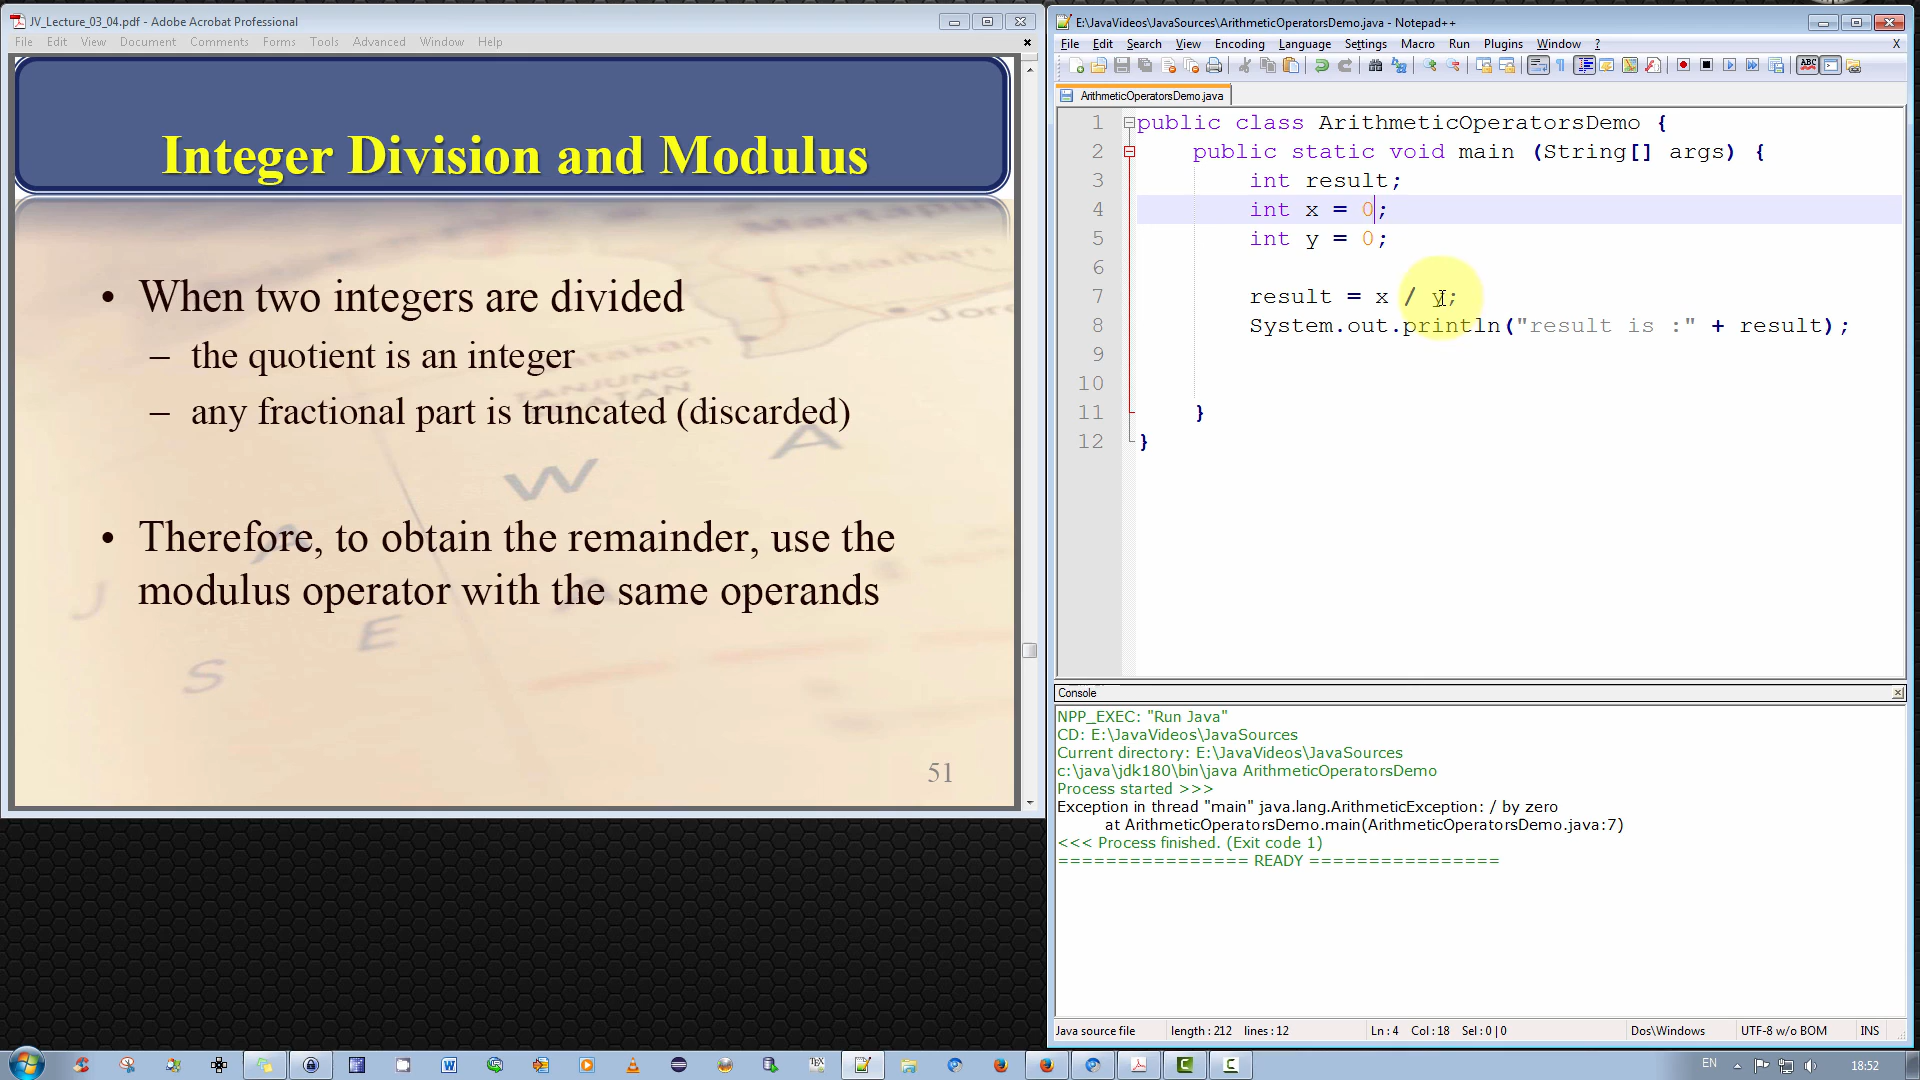 JV_Lecture_03_04.pdf - Adobe Acrobat Professional
File Edit View Document Comments Forms Tools Advanced Window Help
Integer Division and Modulus
• When two integers are divided
– the quotient is an integer
– any fractional part is truncated (discarded)
• Therefore, to obtain the remainder, use the
modulus operator with the same operands
51
E:\JavaVideos\JavaSources\ArithmeticOperatorsDemo.java - Notepad++
File Edit Search View Encoding Language Settings Macro Run Plugins Window ? X
ArithmeticOperatorsDemo.java
1 public class ArithmeticOperatorsDemo {
2 public static void main (String[] args) {
3 int result;
4 int x = 0;
5 int y = 0;
6
7 result = x / y;
8 System.out.println("result is :" + result);
9
10
11 }
12 }
Console
NPP_EXEC: "Run Java"
CD: E:\JavaVideos\JavaSources
Current directory: E:\JavaVideos\JavaSources
c:\java\jdk180\bin\java ArithmeticOperatorsDemo
Process started >>>
Exception in thread "main" java.lang.ArithmeticException: / by zero
at ArithmeticOperatorsDemo.main(ArithmeticOperatorsDemo.java:7)
<<< Process finished. (Exit code 1)
================ READY ================
Java source file length : 212 lines : 12 Ln : 4 Col : 18 Sel : 0 | 0 Dos\Windows UTF-8 w/o BOM INS
EN 18:52